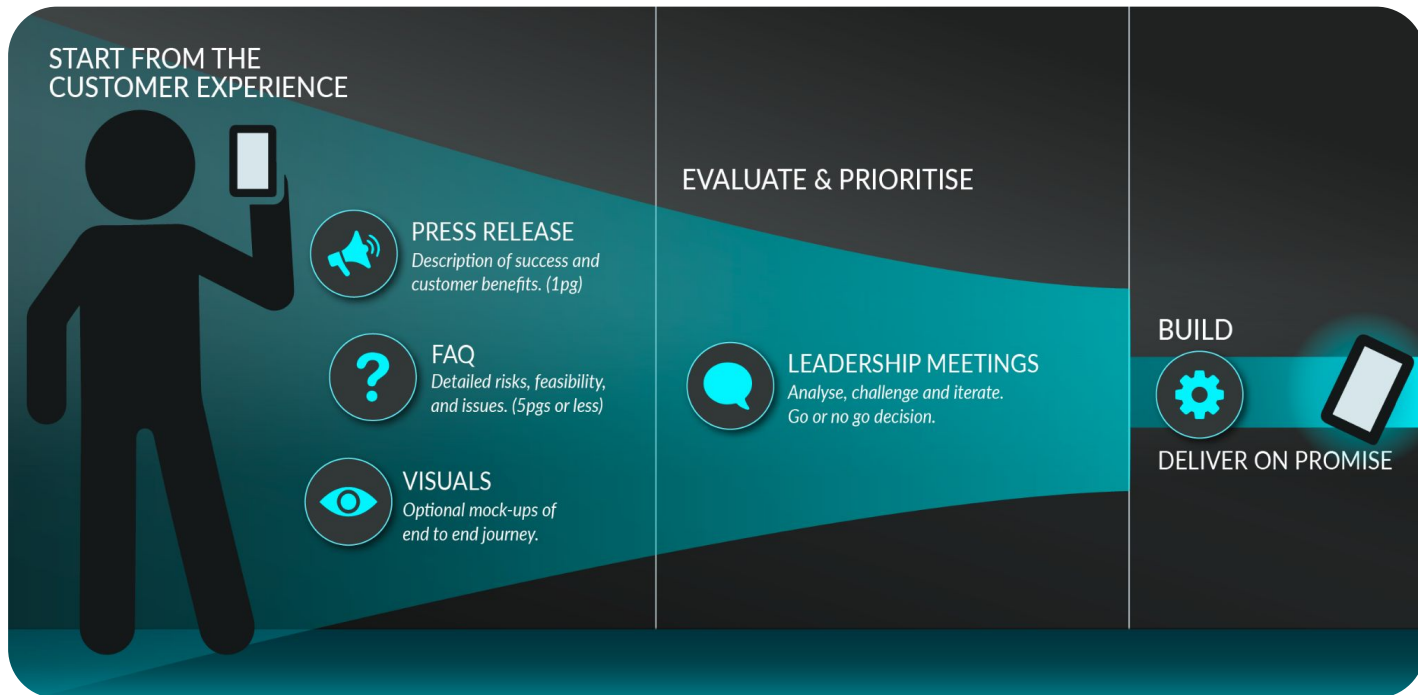 START FROM THE
CUSTOMER EXPERIENCE
PRESS RELEASE
Description of success and
customer benefits. (1pg)
FAQ
Detailed risks, feasibility,
and issues. (5pgs or less)
VISUALS
Optional mock-ups of
end to end journey.
EVALUATE & PRIORITISE
LEADERSHIP MEETINGS
Analyse, challenge and iterate.
Go or no go decision.
BUILD
DELIVER ON PROMISE